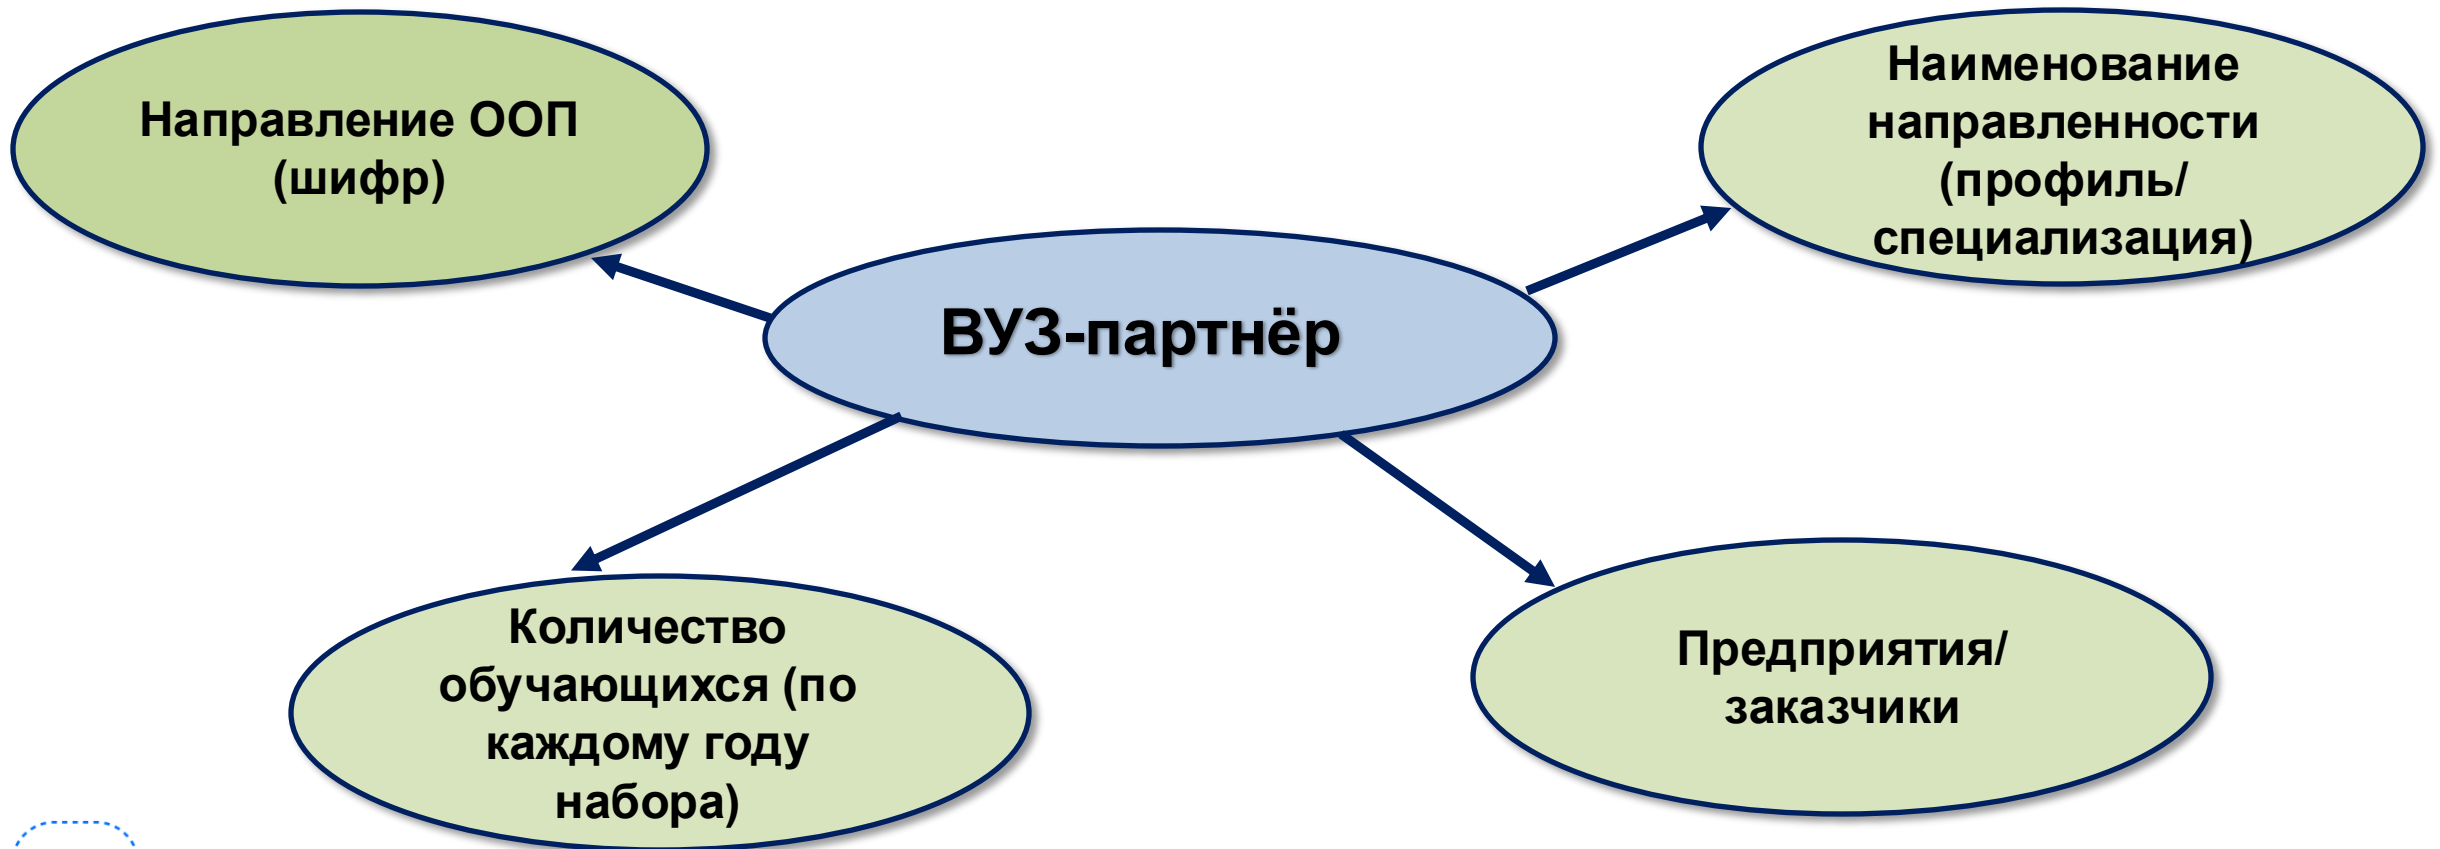 Направление ООП
(шифр)
Наименование
направленности
(профиль/
специализация)
ВУЗ-партнёр
Количество
обучающихся (по
каждому году
набора)
Предприятия/
заказчики